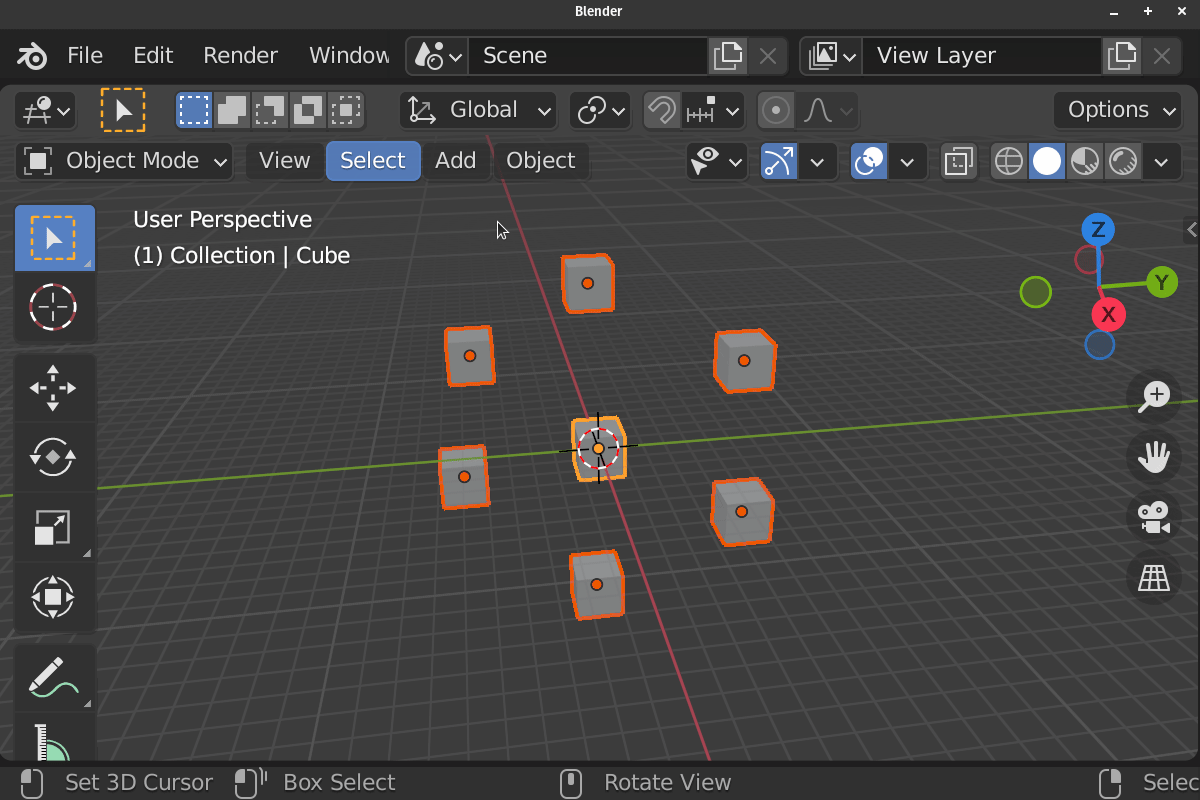 Blender
File Edit Render Window Scene View Layer
Global Options
Object Mode View Select Add Object
User Perspective
(1) Collection | Cube
Z
Y
X
Set 3D Cursor Box Select Rotate View Selec